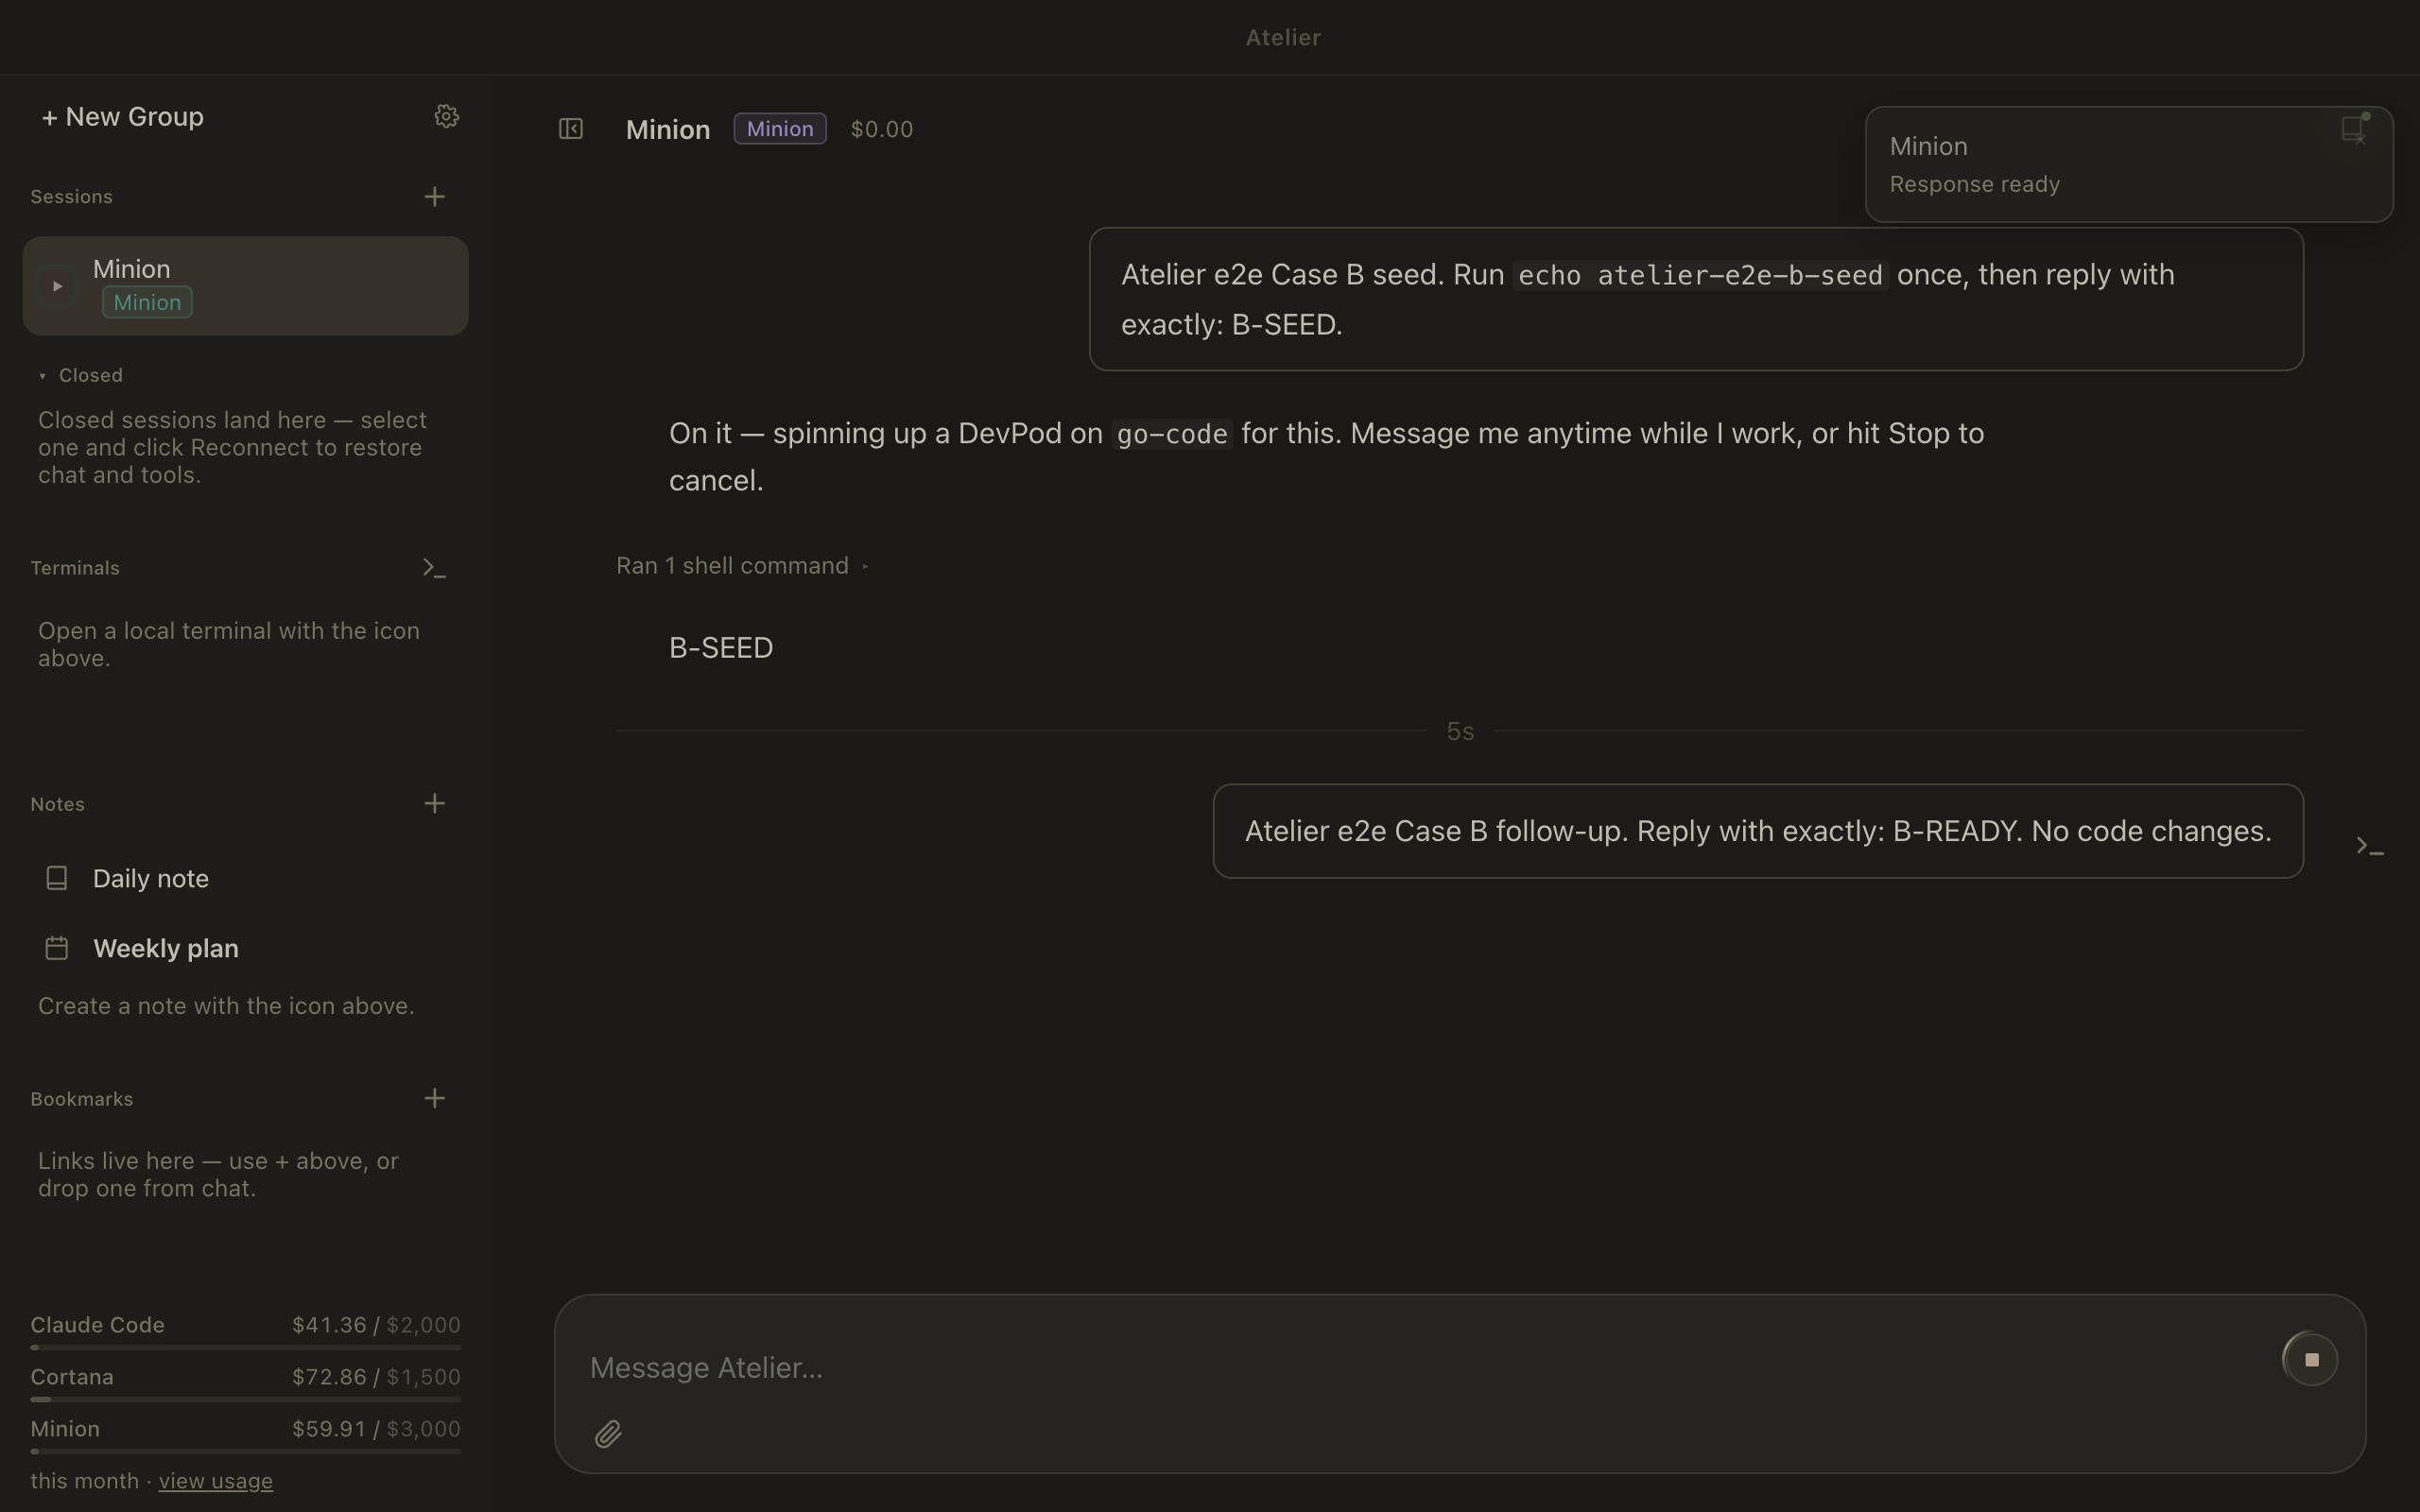 Atelier
+ New Group
Sessions
Minion
Minion
Closed
Closed sessions land here — select
one and click Reconnect to restore
chat and tools.
Terminals
Open a local terminal with the icon
above.
Notes
Daily note
Weekly plan
Create a note with the icon above.
Bookmarks
Links live here — use + above, or
drop one from chat.
Claude Code $41.36 / $2,000
Cortana $72.86 / $1,500
Minion $59.91 / $3,000
this month · view usage
Minion Minion $0.00
Minion
Response ready
Atelier e2e Case B seed. Run echo atelier-e2e-b-seed once, then reply with
exactly: B-SEED.
On it — spinning up a DevPod on go-code for this. Message me anytime while I work, or hit Stop to
cancel.
Ran 1 shell command
B-SEED
5s
Atelier e2e Case B follow-up. Reply with exactly: B-READY. No code changes.
Message Atelier...